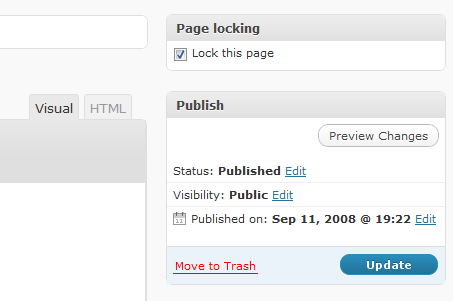 Page locking
Lock this page
Visual HTML
Publish
Preview Changes
Status: Published Edit
Visibility: Public Edit
Published on: Sep 11, 2008 @ 19:22 Edit
Move to Trash Update